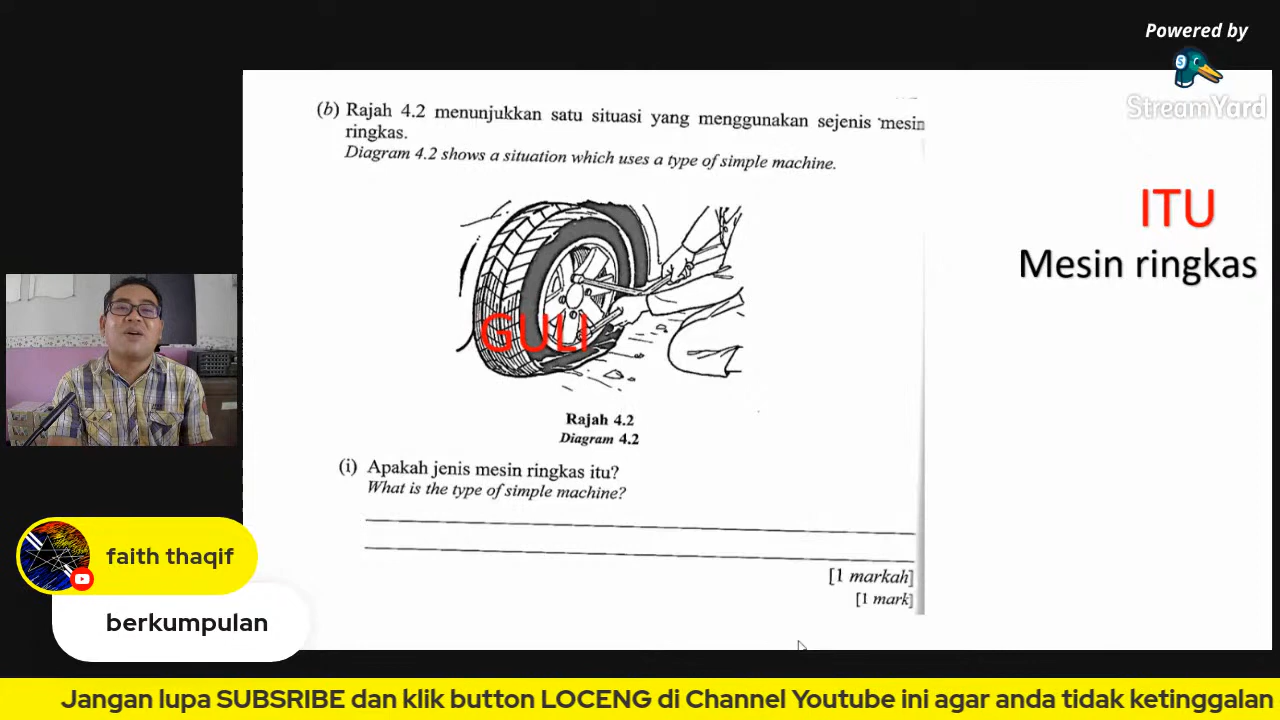 Powered by
StreamYard
(b) Rajah 4.2 menunjukkan satu situasi yang menggunakan sejenis mesin
ringkas.
Diagram 4.2 shows a situation which uses a type of simple machine.
ITU
Mesin ringkas
GULI
Rajah 4.2
Diagram 4.2
(i) Apakah jenis mesin ringkas itu?
What is the type of simple machine?
[1 markah]
[1 mark]
faith thaqif
berkumpulan
Jangan lupa SUBSRIBE dan klik button LOCENG di Channel Youtube ini agar anda tidak ketinggalan